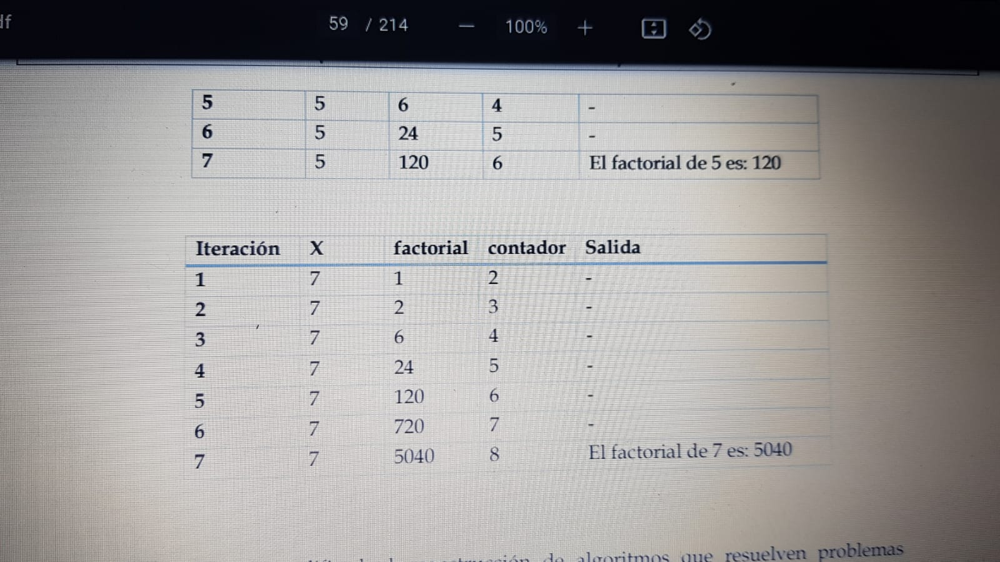 df 59 / 214 — 100% +
5 5 6 4 -
6 5 24 5 -
7 5 120 6 El factorial de 5 es: 120
Iteración X factorial contador Salida
1 7 1 2 -
2 7 2 3 -
3 7 6 4 -
4 7 24 5 -
5 7 120 6 -
6 7 720 7 -
7 7 5040 8 El factorial de 7 es: 5040
de algoritmos que resuelven problemas